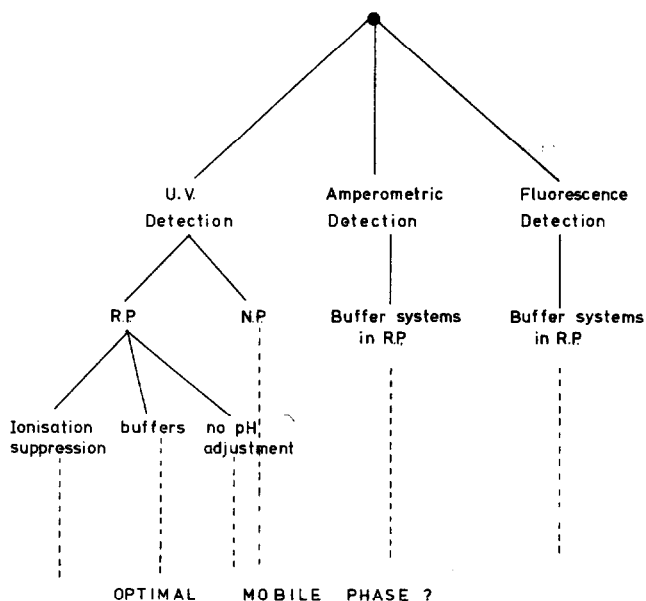 U.V. Detection
Amperometric Detection
Fluorescence Detection
R.P.
N.P.
Buffer systems in R.P.
Buffer systems in R.P.
Ionisation suppression
buffers
no pH adjustment
OPTIMAL MOBILE PHASE ?